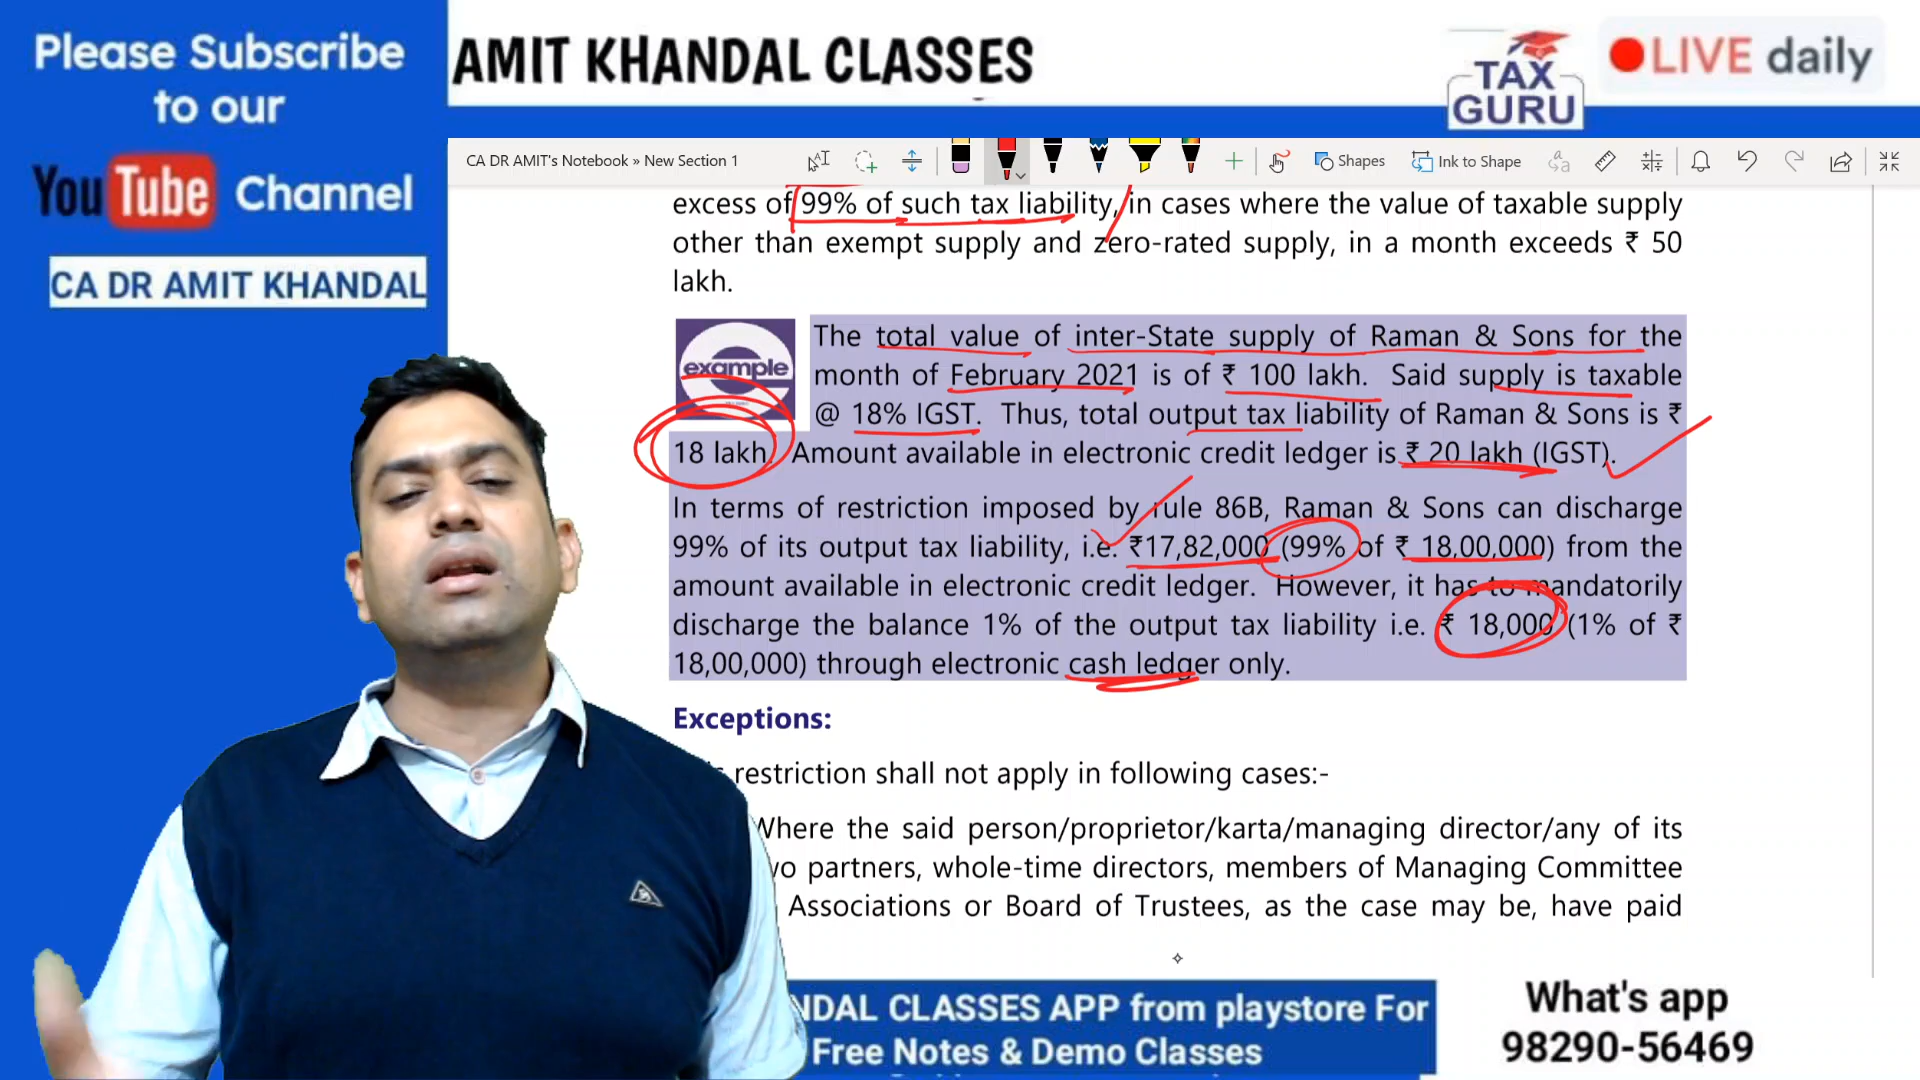 Please Subscribe
to our
YouTube Channel
CA DR AMIT KHANDAL
AMIT KHANDAL CLASSES
TAX
GURU
LIVE daily
CA DR AMIT's Notebook » New Section 1
Shapes
Ink to Shape
excess of 99% of such tax liability, in cases where the value of taxable supply
other than exempt supply and zero-rated supply, in a month exceeds ₹ 50
lakh.
example
The total value of inter-State supply of Raman & Sons for the
month of February 2021 is of ₹ 100 lakh. Said supply is taxable
@ 18% IGST. Thus, total output tax liability of Raman & Sons is ₹
18 lakh. Amount available in electronic credit ledger is ₹ 20 lakh (IGST).
In terms of restriction imposed by rule 86B, Raman & Sons can discharge
99% of its output tax liability, i.e. ₹17,82,000 (99% of ₹ 18,00,000) from the
amount available in electronic credit ledger. However, it has to mandatorily
discharge the balance 1% of the output tax liability i.e. ₹ 18,000 (1% of ₹
18,00,000) through electronic cash ledger only.
Exceptions:
restriction shall not apply in following cases:-
Where the said person/proprietor/karta/managing director/any of its
partners, whole-time directors, members of Managing Committee
Associations or Board of Trustees, as the case may be, have paid
NDAL CLASSES APP from playstore For
Free Notes & Demo Classes
What's app
98290-56469